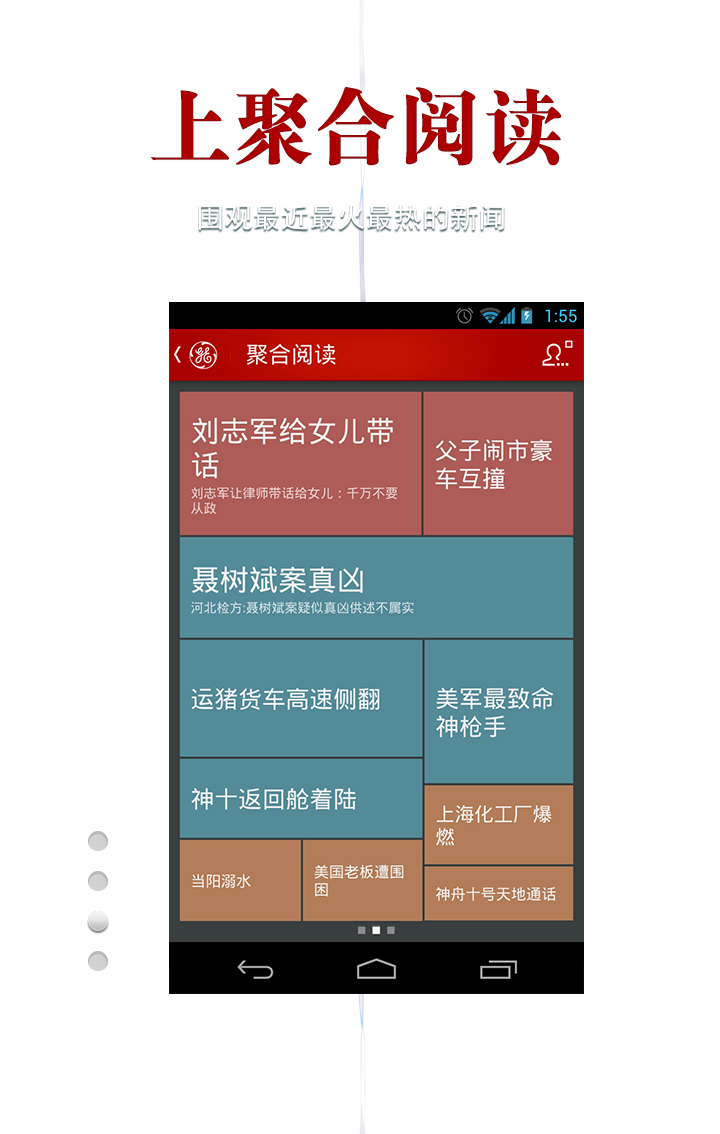 上聚合阅读
围观最近最火最热的新闻
1:55
聚合阅读
刘志军给女儿带
话
刘志军让律师带话给女儿：千万不要
从政
父子闹市豪
车互撞
聂树斌案真凶
河北检方:聂树斌案疑似真凶供述不属实
运猪货车高速侧翻
美军最致命
神枪手
神十返回舱着陆
上海化工厂爆
燃
当阳溺水
美国老板遭围
困
神舟十号天地通话